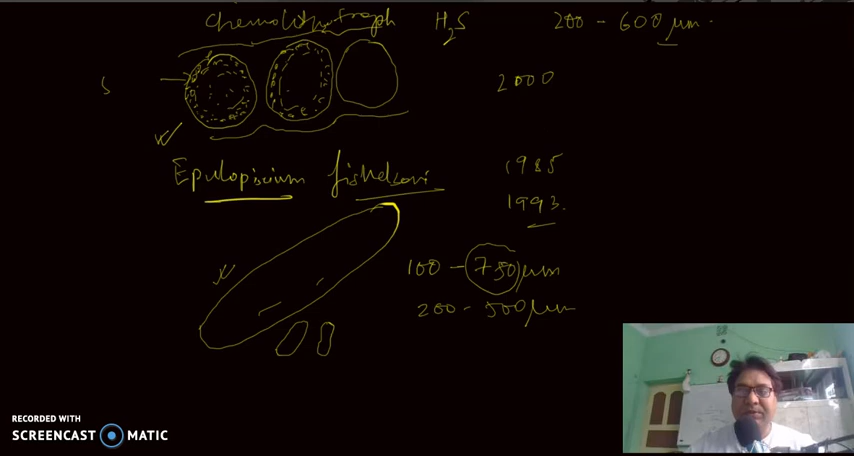 Chemolithotroph H₂S 200 - 600 μm.
S 2000
Epulopiscium fishelsoni 1985
1993.
100 - 750 μm
200 - 500 μm
RECORDED WITH
SCREENCAST MATIC